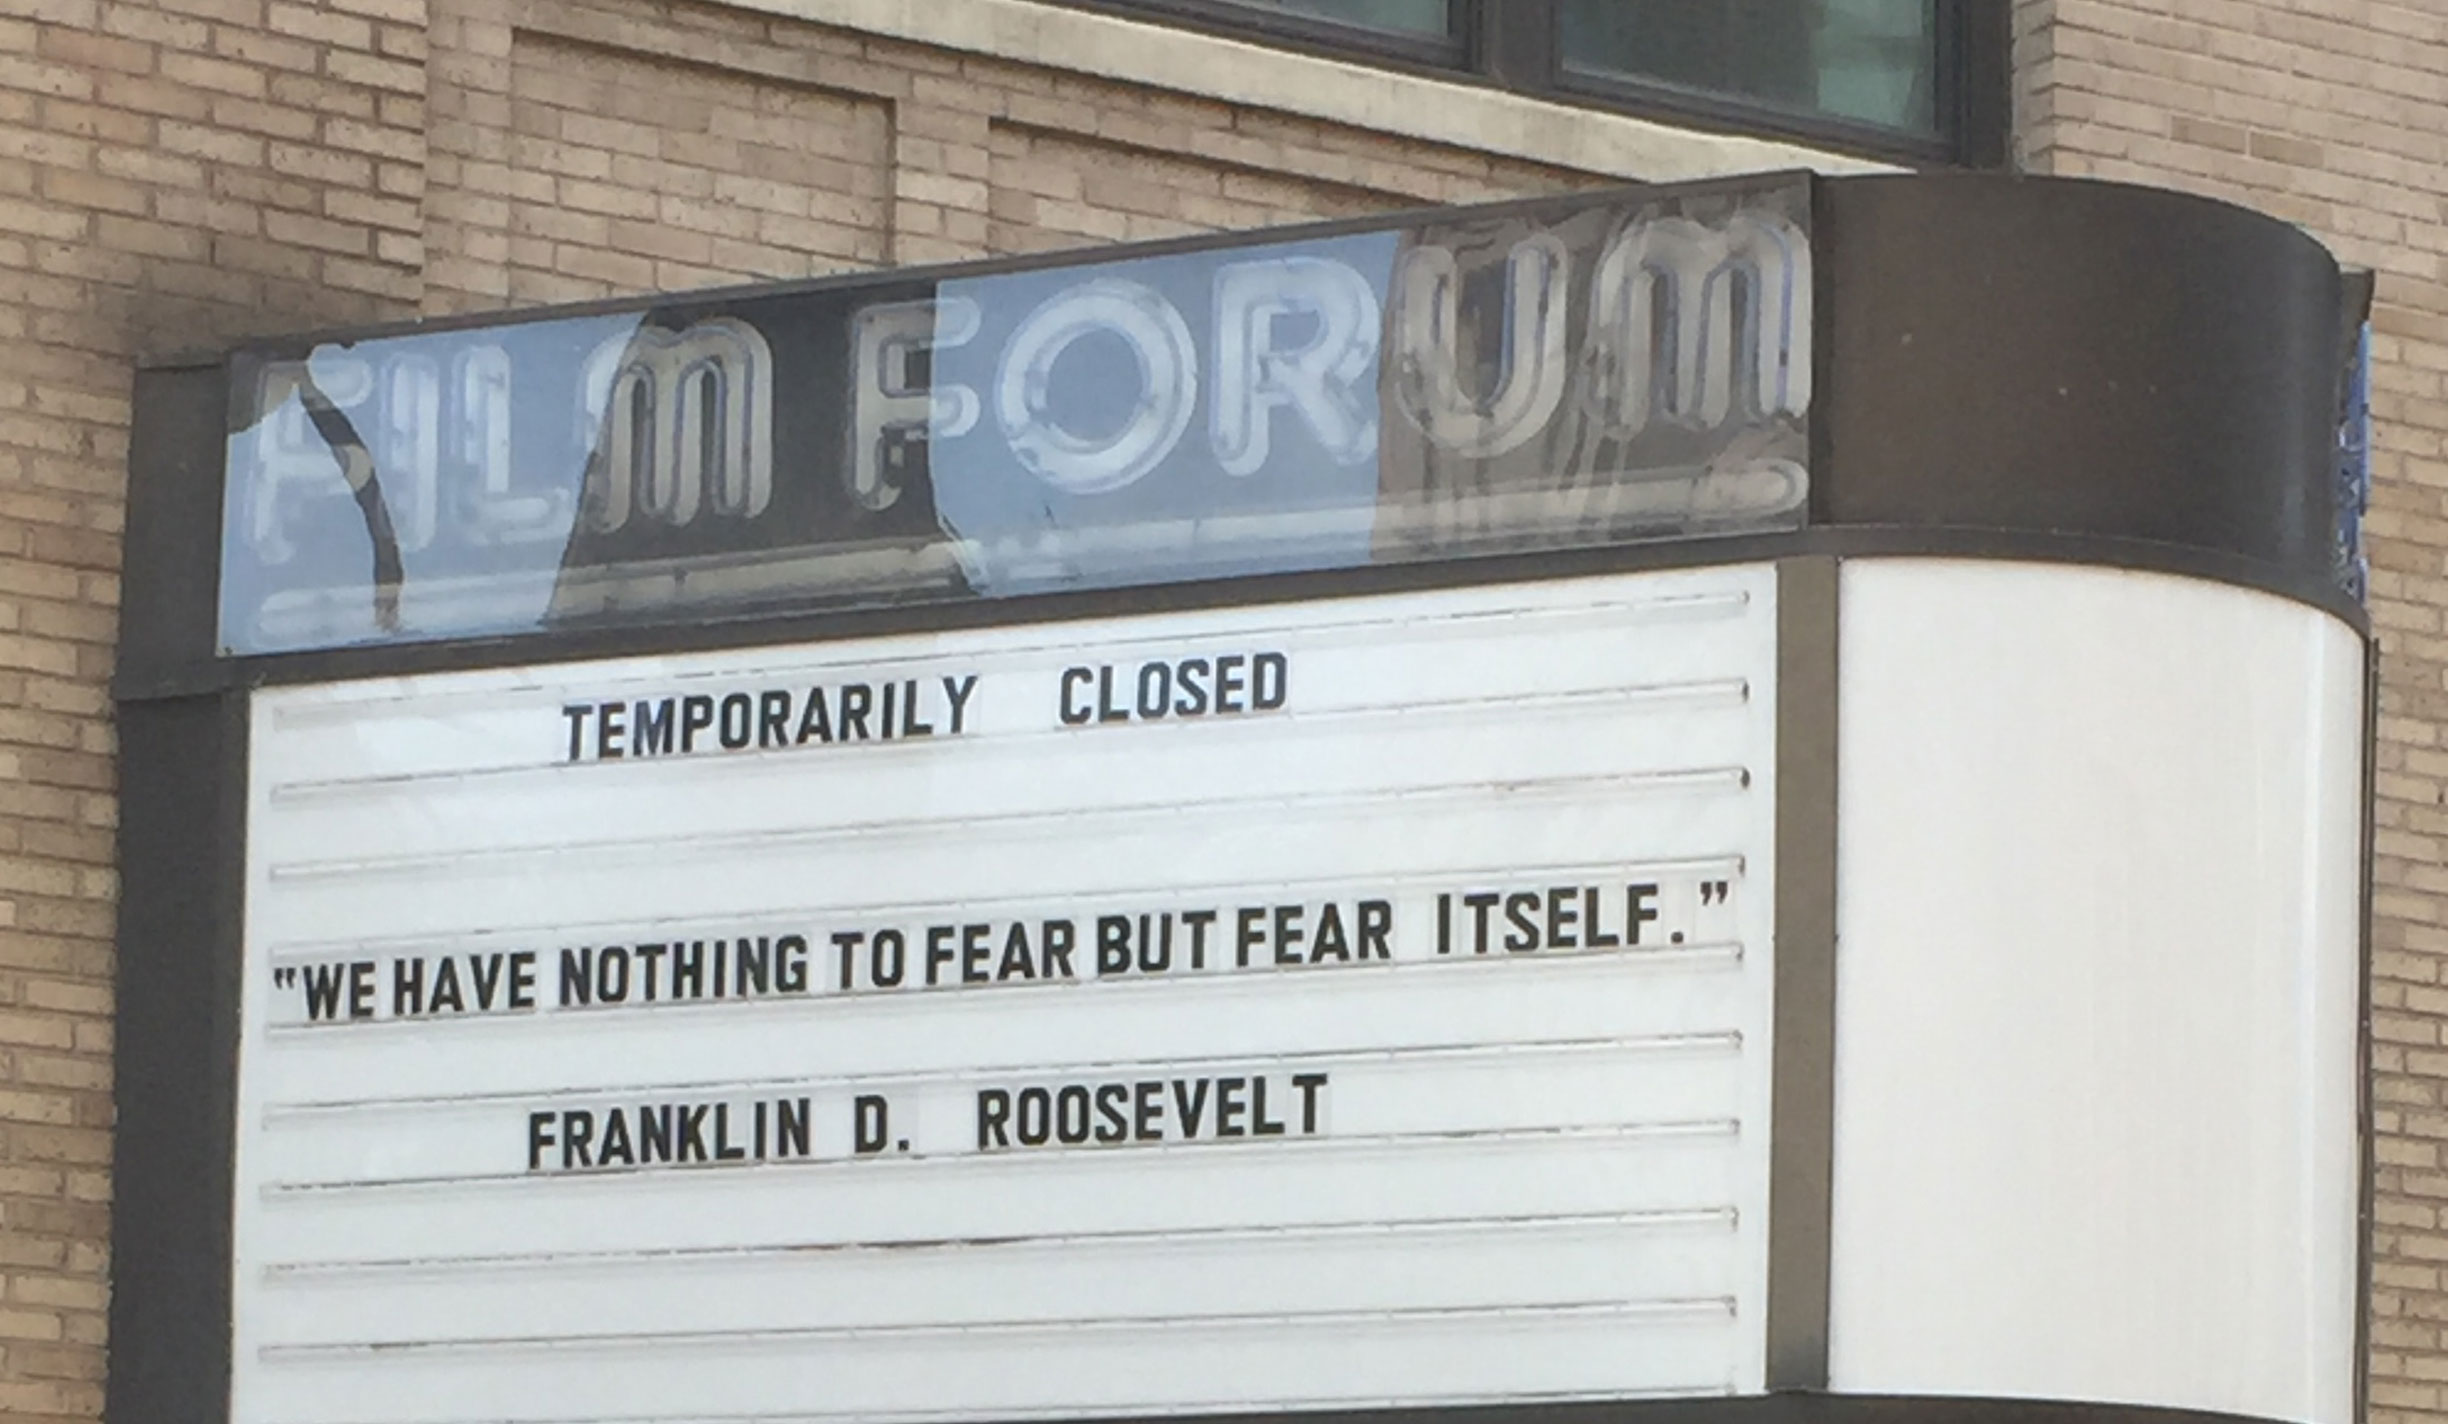 FILM FORUM
TEMPORARILY CLOSED
"WE HAVE NOTHING TO FEAR BUT FEAR ITSELF."
FRANKLIN D. ROOSEVELT